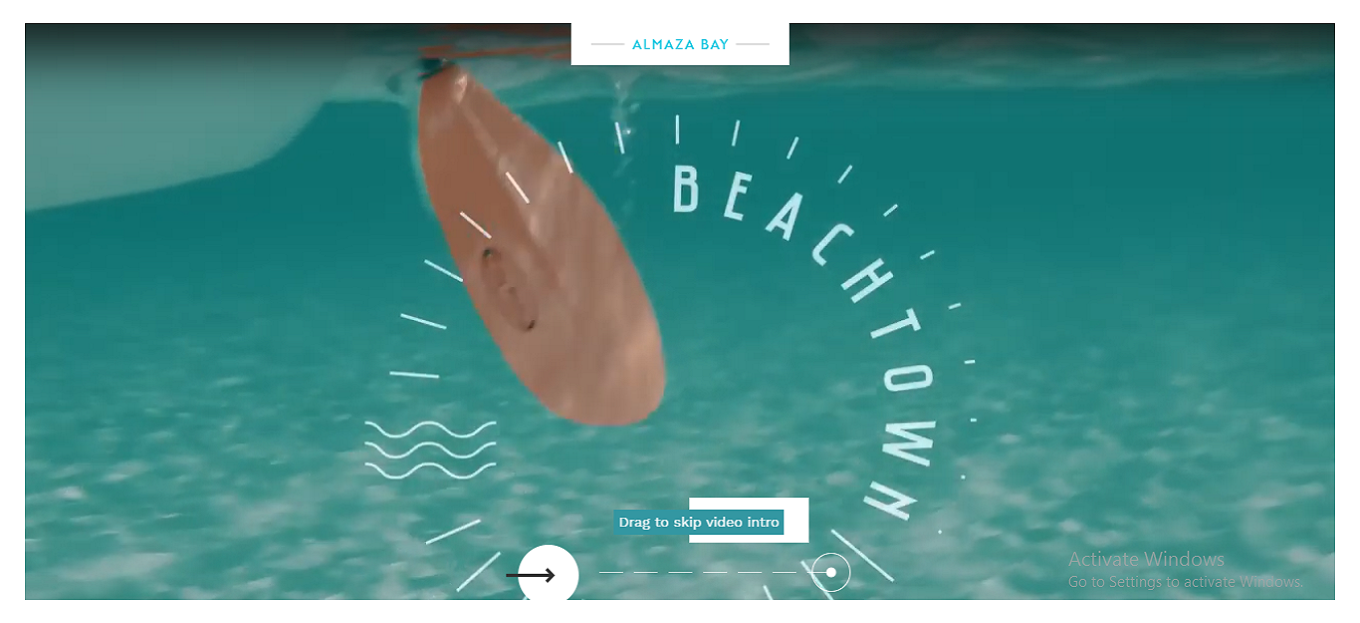 ALMAZA BAY
BEACHTOWN
Drag to skip video intro
Activate Windows
Go to Settings to activate Windows.